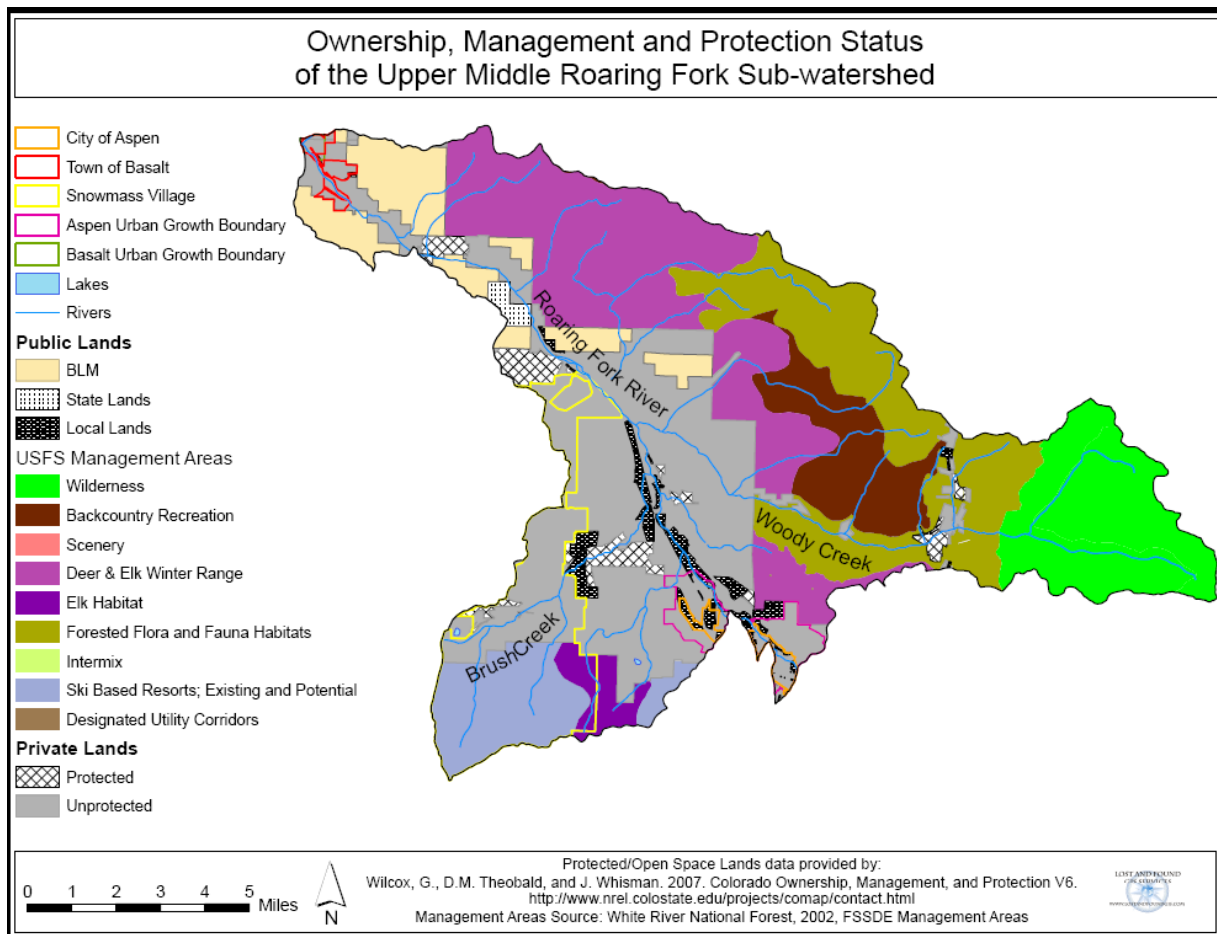 Ownership, Management and Protection Status
of the Upper Middle Roaring Fork Sub-watershed
City of Aspen
Town of Basalt
Snowmass Village
Aspen Urban Growth Boundary
Basalt Urban Growth Boundary
Lakes
Rivers
Public Lands
BLM
State Lands
Local Lands
USFS Management Areas
Wilderness
Backcountry Recreation
Scenery
Deer & Elk Winter Range
Elk Habitat
Forested Flora and Fauna Habitats
Intermix
Ski Based Resorts; Existing and Potential
Designated Utility Corridors
Private Lands
Protected
Unprotected
Roaring Fork River
Woody Creek
BrushCreek
0 1 2 3 4 5
Miles
N
Protected/Open Space Lands data provided by:
Wilcox, G., D.M. Theobald, and J. Whisman. 2007. Colorado Ownership, Management, and Protection V6.
http://www.nrel.colostate.edu/projects/comap/contact.html
Management Areas Source: White River National Forest, 2002, FSSDE Management Areas
LOST AND FOUND